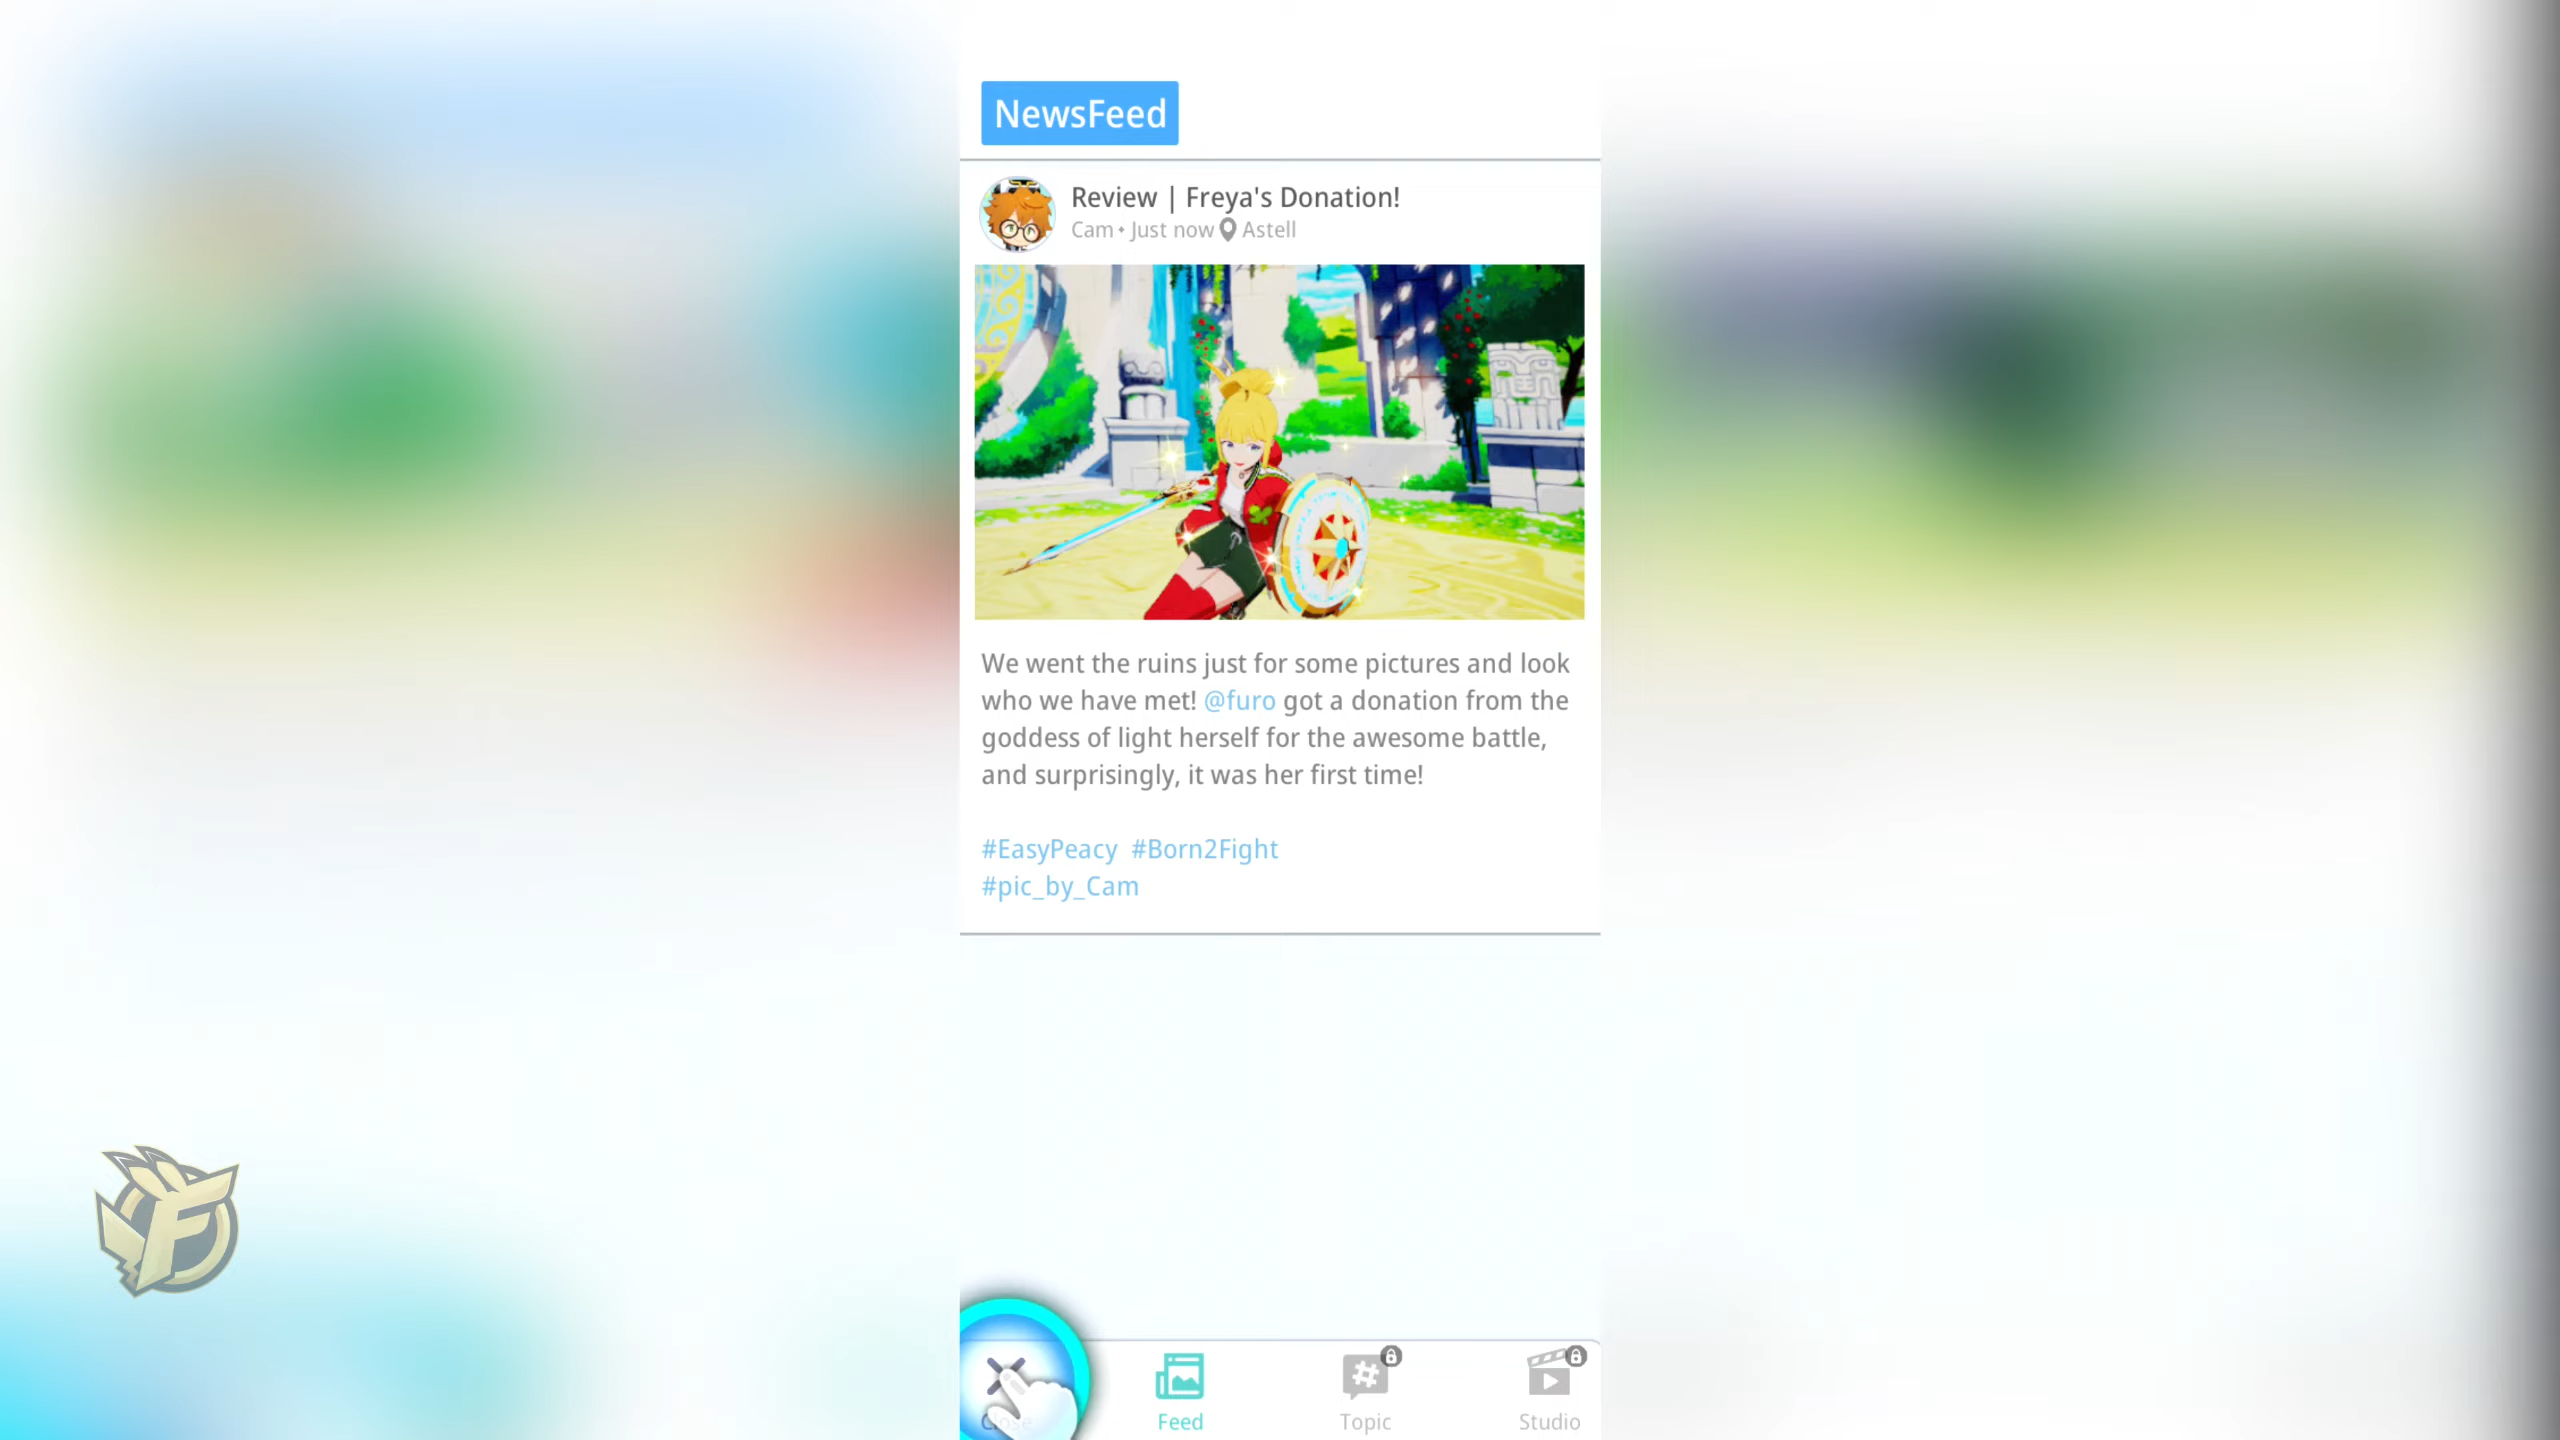 NewsFeed
Review | Freya's Donation!
Cam • Just now Astell
We went the ruins just for some pictures and look
who we have met! @furo got a donation from the
goddess of light herself for the awesome battle,
and surprisingly, it was her first time!
#EasyPeacy #Born2Fight
#pic_by_Cam
Close Feed Topic Studio
F